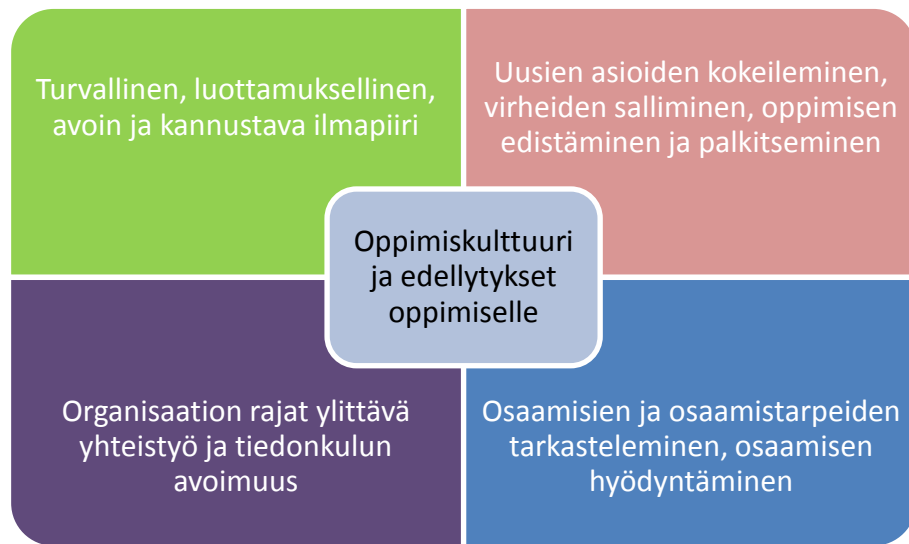 Turvallinen, luottamuksellinen,
avoin ja kannustava ilmapiiri
Uusien asioiden kokeileminen,
virheiden salliminen, oppimisen
edistäminen ja palkitseminen
Oppimiskulttuuri
ja edellytykset
oppimiselle
Organisaation rajat ylittävä
yhteistyö ja tiedonkulun
avoimuus
Osaamisien ja osaamistarpeiden
tarkasteleminen, osaamisen
hyödyntäminen